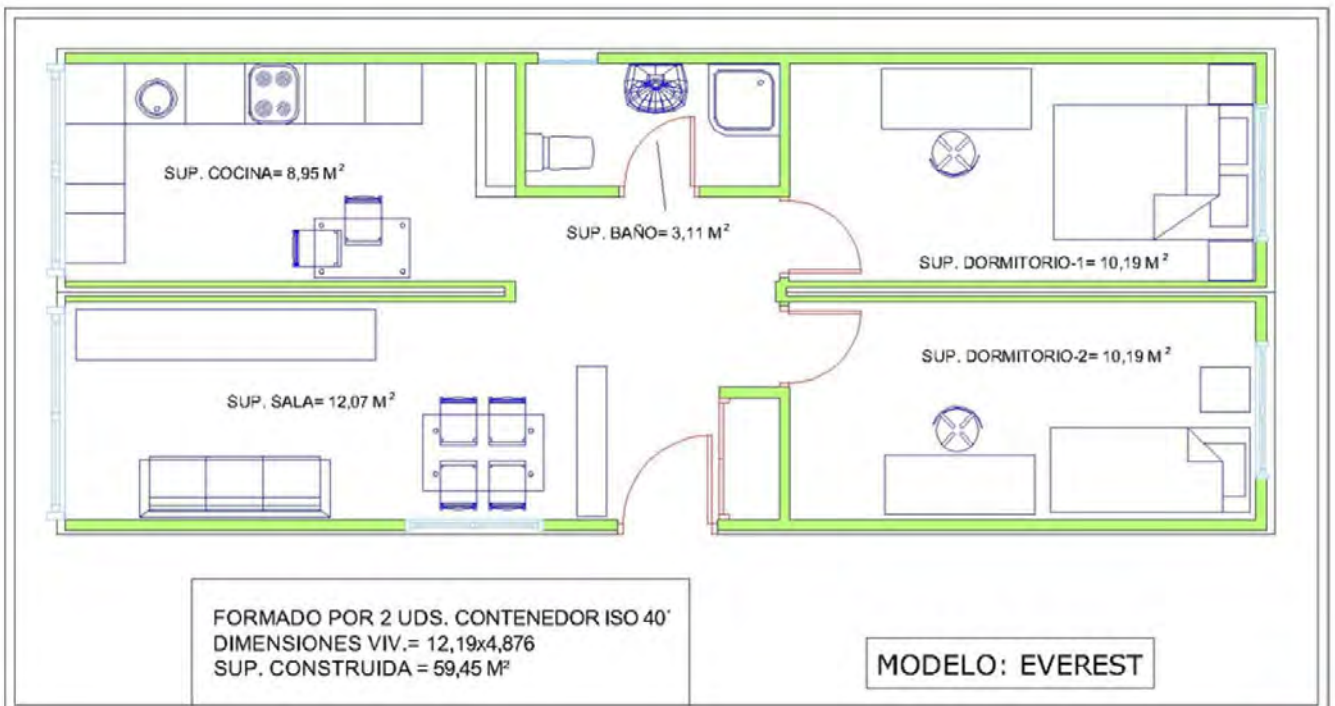 SUP. COCINA= 8,95 M²
SUP. BAÑO= 3,11 M²
SUP. DORMITORIO-1= 10,19 M²
SUP. DORMITORIO-2= 10,19 M²
SUP. SALA= 12,07 M²
FORMADO POR 2 UDS. CONTENEDOR ISO 40'
DIMENSIONES VIV.= 12,19x4,876
SUP. CONSTRUIDA = 59,45 M²
MODELO: EVEREST